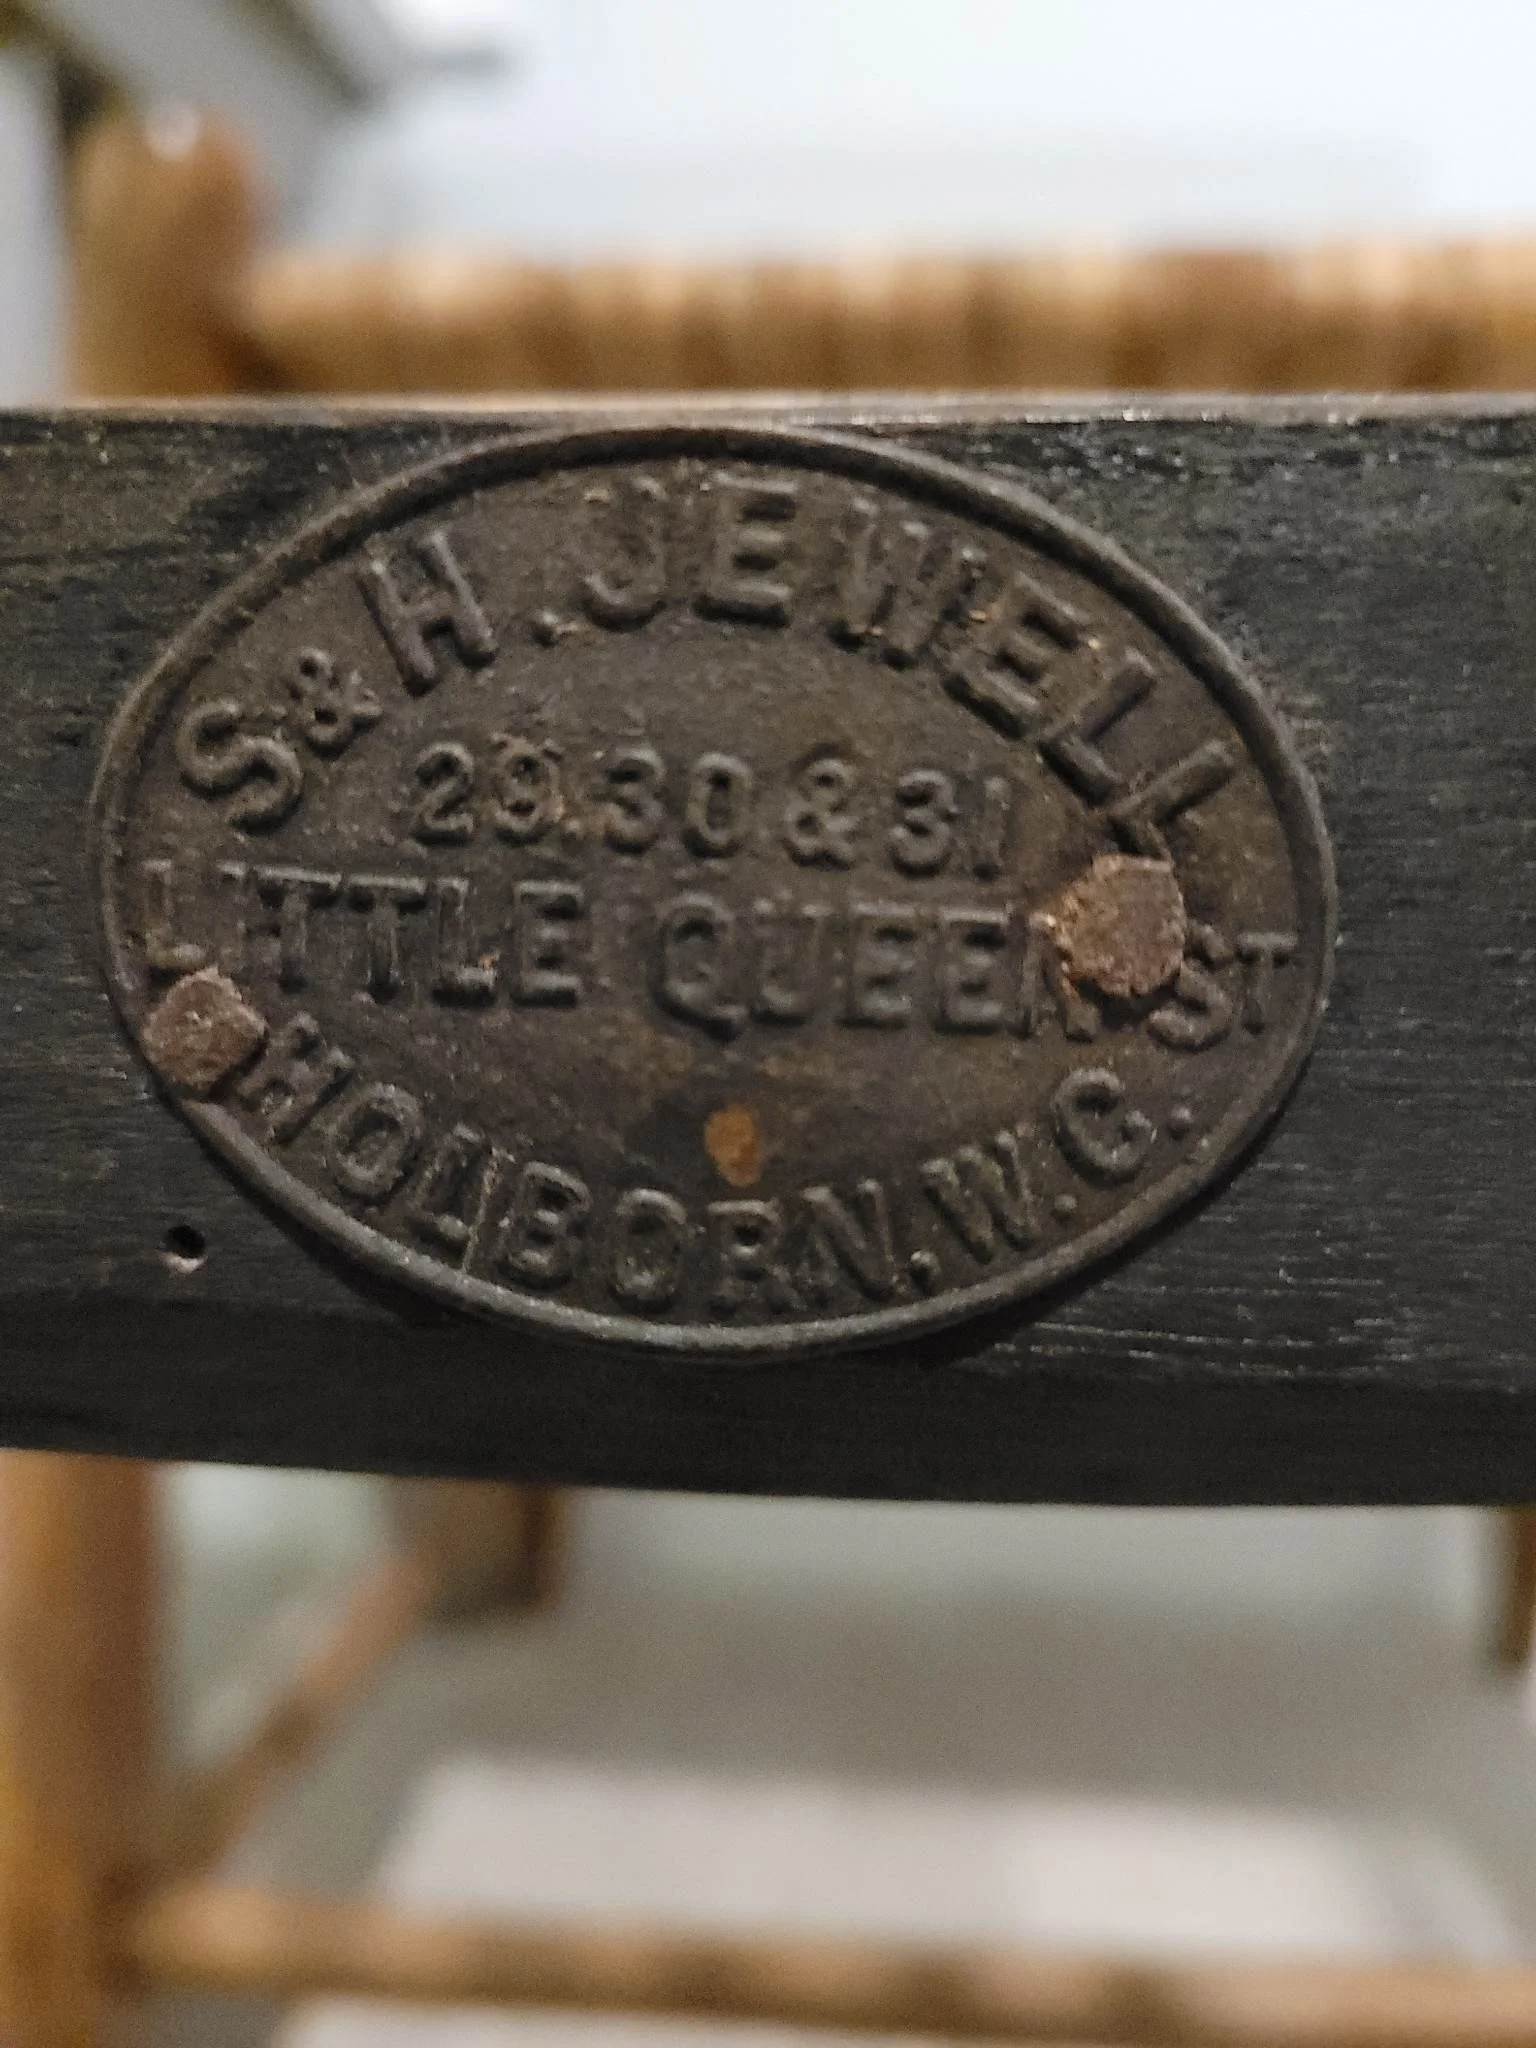 S & H. JEWELL
29.30 & 31
LITTLE QUEEN ST
HOLBORN. W.C.